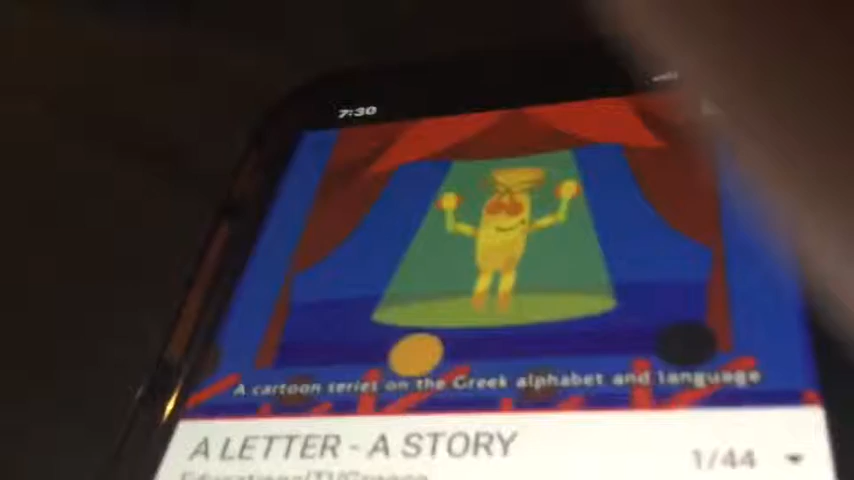 7:30
A cartoon series on the Greek alphabet and language
A LETTER - A STORY
1/44